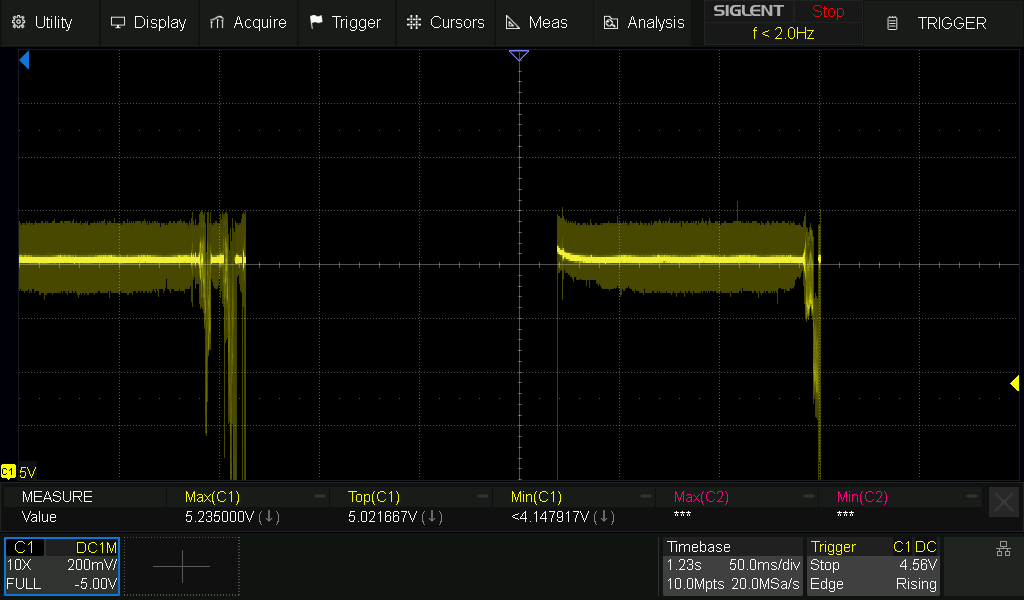 Utility Display Acquire Trigger Cursors Meas Analysis SIGLENT Stop TRIGGER
f < 2.0Hz
C1 5V
MEASURE Max(C1) Top(C1) Min(C1) Max(C2) Min(C2)
Value 5.235000V (↓) 5.021667V (↓) <4.147917V (↓) *** ***
C1 DC1M
10X 200mV/
FULL -5.00V
Timebase
1.23s 50.0ms/div
10.0Mpts 20.0MSa/s
Trigger C1 DC
Stop 4.56V
Edge Rising